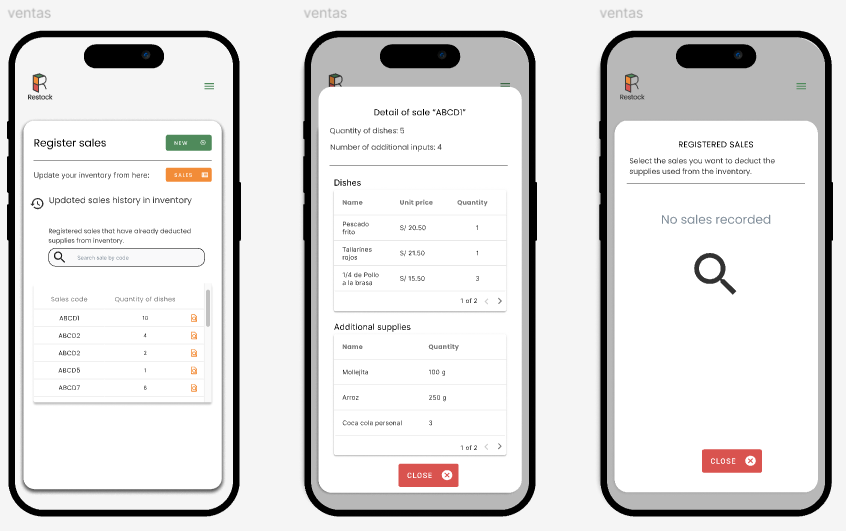 ventas
Restock
Register sales
NEW
Update your inventory from here:
SALES
Updated sales history in inventory
Registered sales that have already deducted
supplies from inventory.
Search sale by code
Sales code Quantity of dishes
ABCD1 10
ABCD2 4
ABCD2 2
ABCD5 1
ABCD7 6
ventas
Detail of sale "ABCD1"
Quantity of dishes: 5
Number of additional inputs: 4
Dishes
Name Unit price Quantity
Pescado
frito
S/ 20.50 1
Tallarines
rojos
S/ 21.50 1
1/4 de Pollo
a la brasa
S/ 15.50 3
1 of 2
Additional supplies
Name Quantity
Mollejita 100 g
Arroz 250 g
Coca cola personal 3
1 of 2
CLOSE
ventas
Restock
REGISTERED SALES
Select the sales you want to deduct the
supplies used from the inventory.
No sales recorded
CLOSE